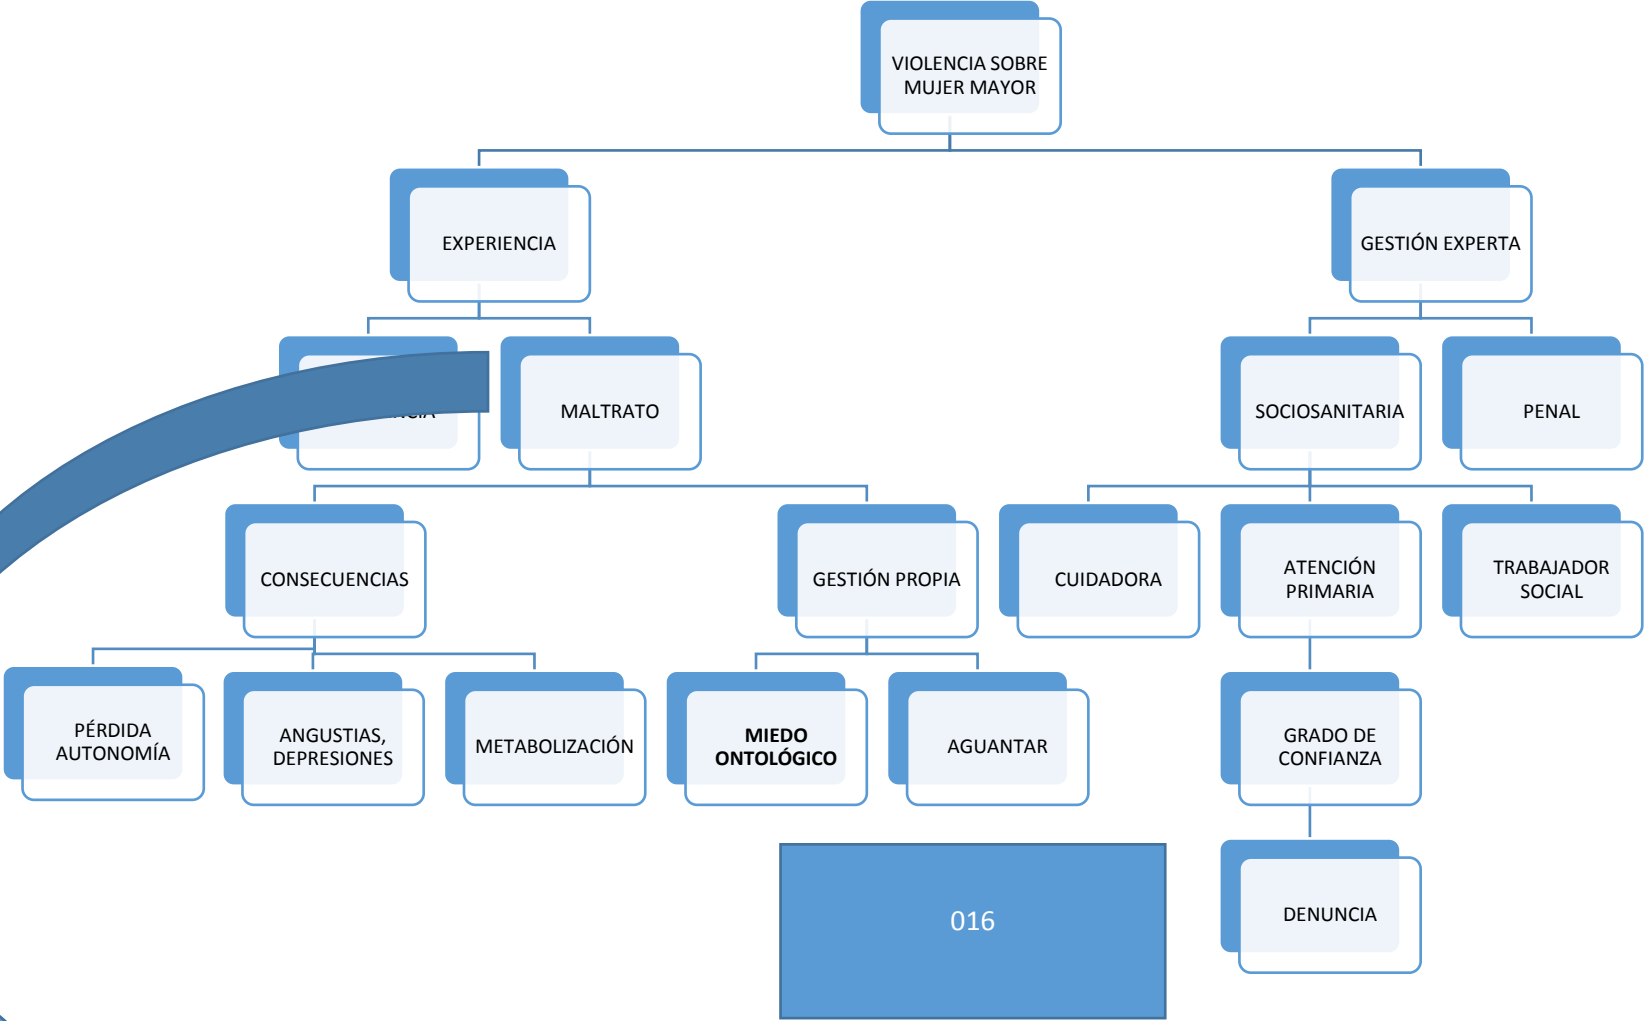 VIOLENCIA SOBRE
MUJER MAYOR
EXPERIENCIA
GESTIÓN EXPERTA
MALTRATO
SOCIOSANITARIA
PENAL
CONSECUENCIAS
GESTIÓN PROPIA
CUIDADORA
ATENCIÓN
PRIMARIA
TRABAJADOR
SOCIAL
PÉRDIDA
AUTONOMÍA
ANGUSTIAS,
DEPRESIONES
METABOLIZACIÓN
MIEDO
ONTOLÓGICO
AGUANTAR
GRADO DE
CONFIANZA
016
DENUNCIA